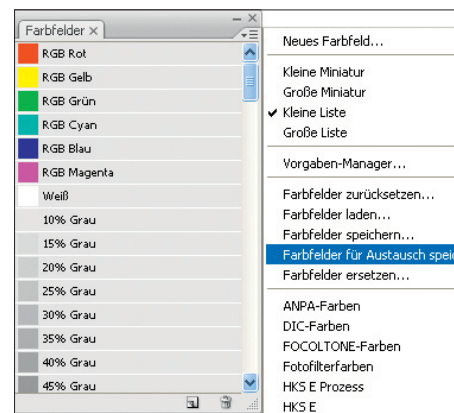 Farbfelder
RGB Rot
RGB Gelb
RGB Grün
RGB Cyan
RGB Blau
RGB Magenta
Weiß
10% Grau
15% Grau
20% Grau
25% Grau
30% Grau
35% Grau
40% Grau
45% Grau
Neues Farbfeld...
Kleine Miniatur
Große Miniatur
Kleine Liste
Große Liste
Vorgaben-Manager...
Farbfelder zurücksetzen...
Farbfelder laden...
Farbfelder speichern...
Farbfelder für Austausch
Farbfelder ersetzen...
ANPA-Farben
DIC-Farben
FOCOLTONE-Farben
Fotofilterfarben
HKS E Prozess
HKS E